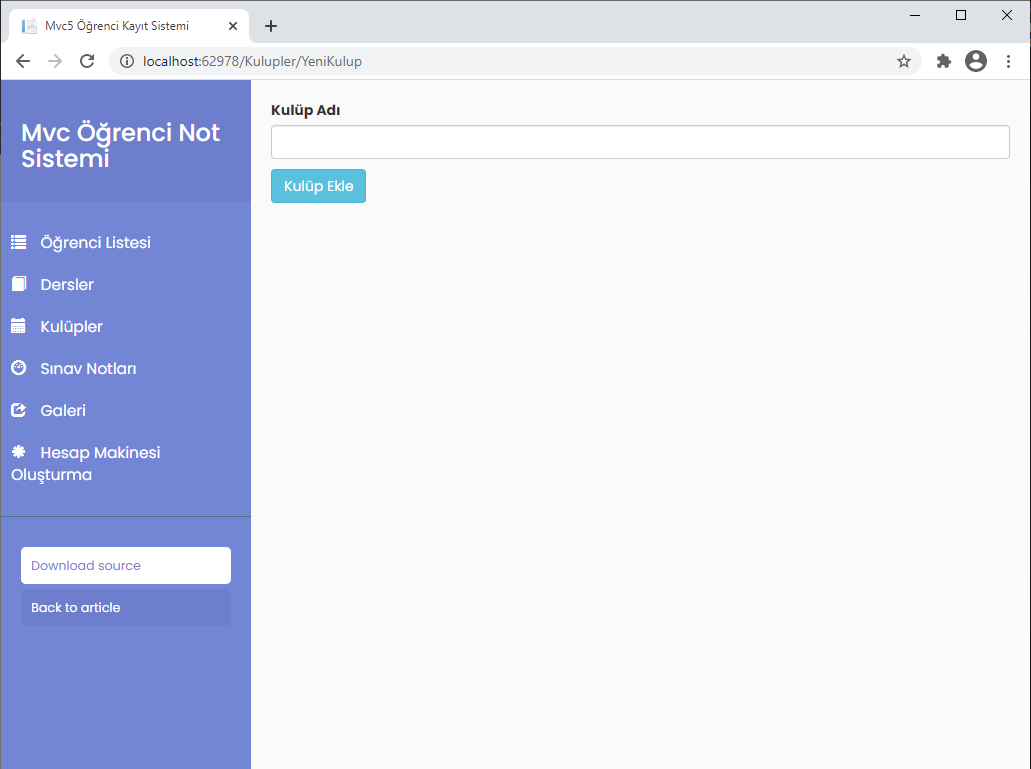 Mvc5 Öğrenci Kayıt Sistemi
localhost:62978/Kulupler/YeniKulup
Mvc Öğrenci Not
Sistemi
Öğrenci Listesi
Dersler
Kulüpler
Sınav Notları
Galeri
Hesap Makinesi
Oluşturma
Download source
Back to article
Kulüp Adı
Kulüp Ekle